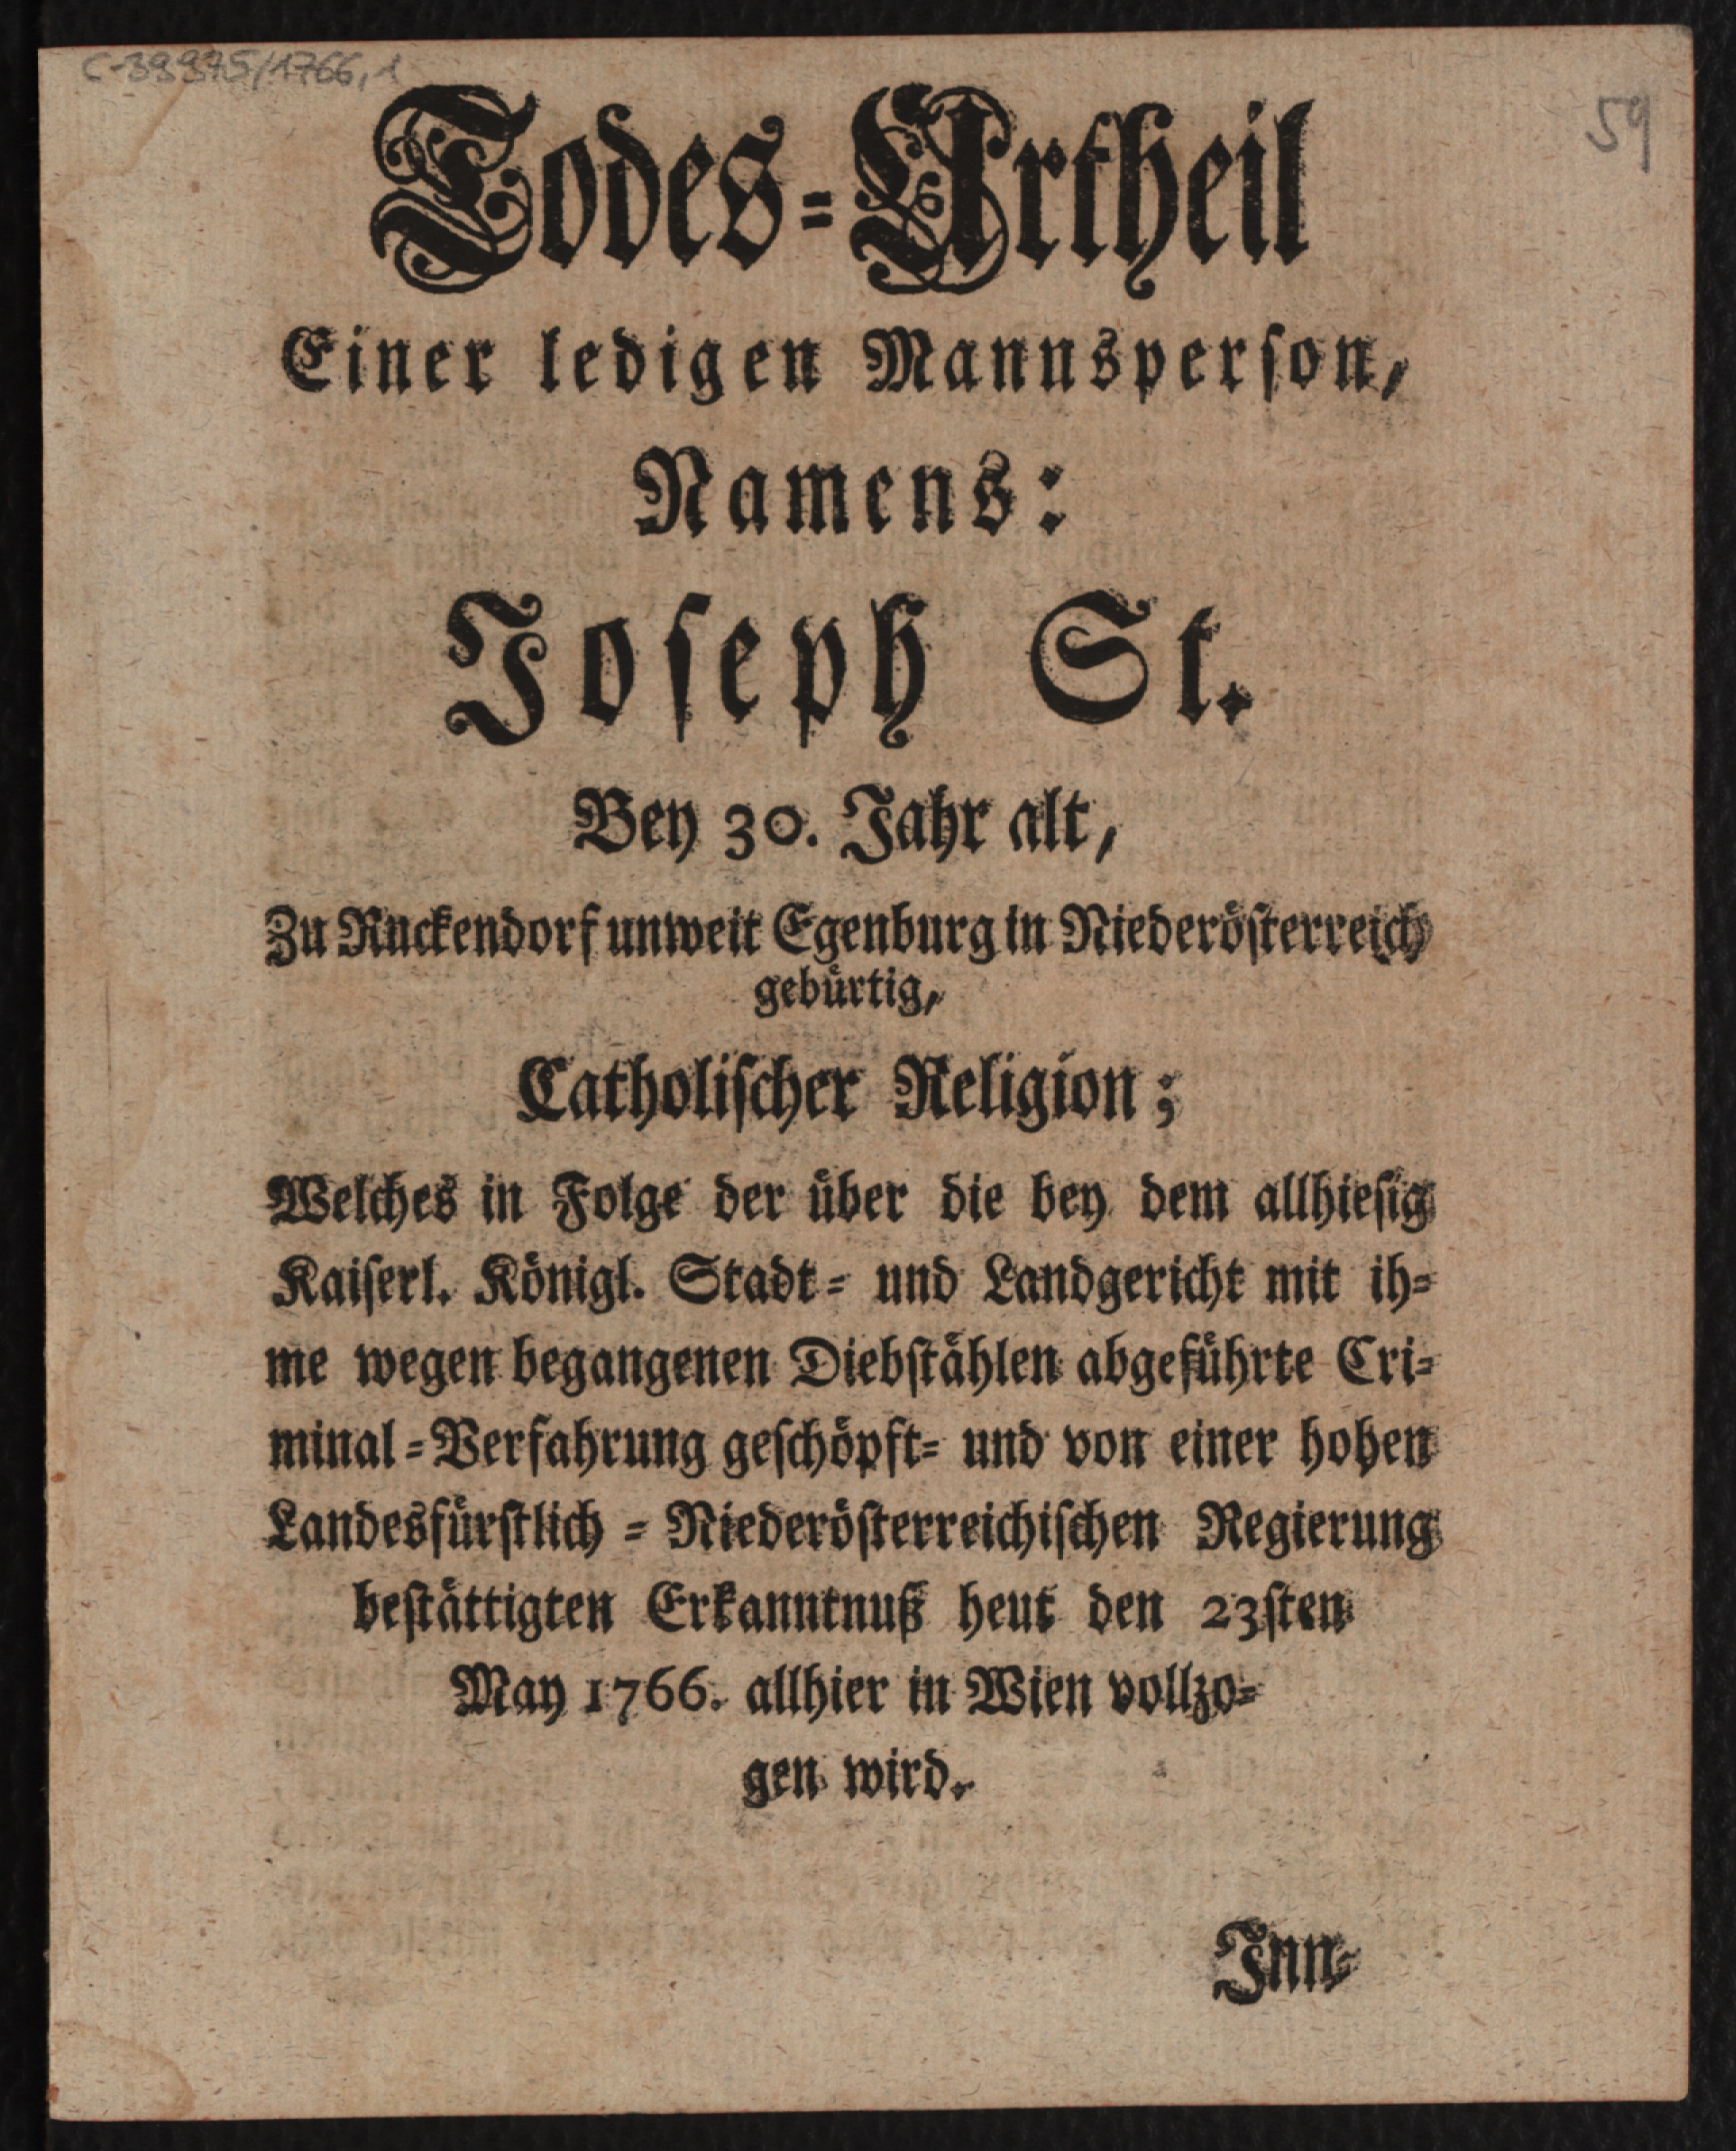 C-39975/1766,1
59
Todes-Urtheil
Einer ledigen Mannsperson,
Namens:
Joseph St.
Bey 30. Jahr alt,
Zu Ruckendorf unweit Egenburg in Niederösterreich
gebürtig,
Catholischer Religion;
Welches in Folge der über die bey dem allhiesig
Kaiserl. Königl. Stadt- und Landgericht mit ih-
me wegen begangenen Diebstählen abgeführte Cri-
minal-Verfahrung geschöpft- und von einer hohen
Landesfürstlich-Niederösterreichischen Regierung
bestättigten Erkanntnuß heut den 23sten
May 1766. allhier in Wien vollzo-
gen wird.
Inn-